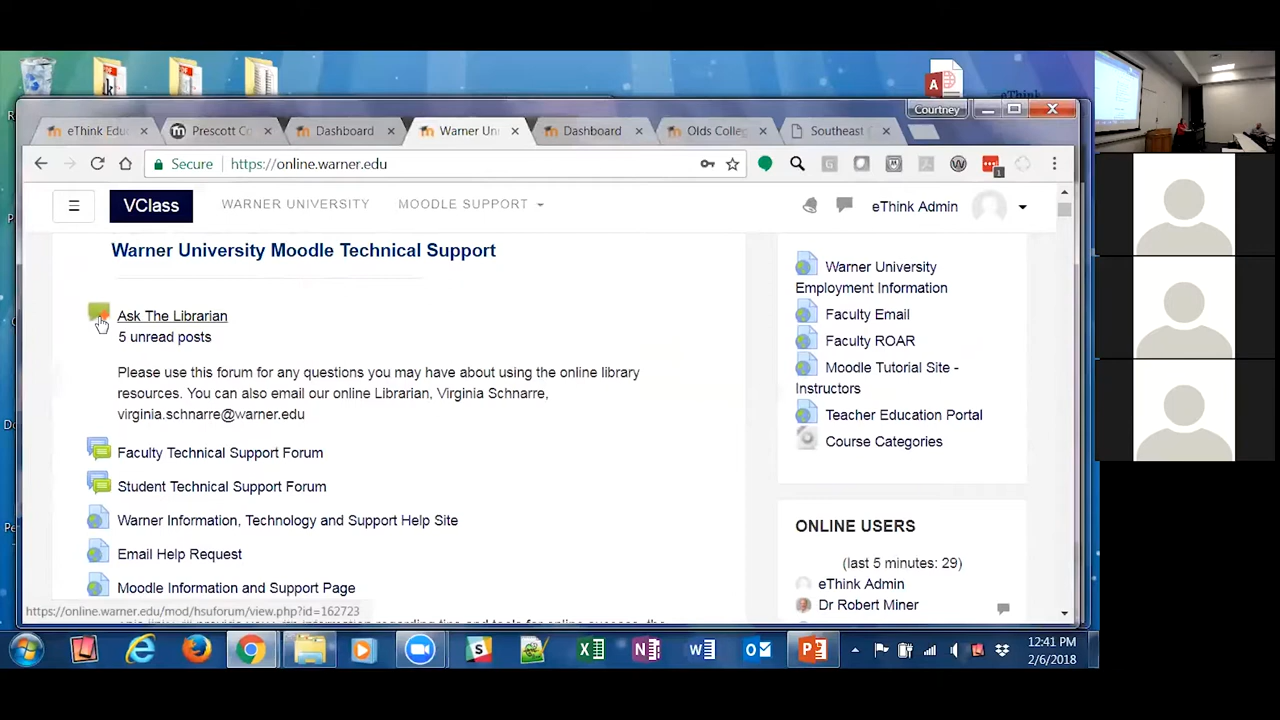 Courtney
eThink Edu
Prescott Co
Dashboard
Warner Uni
Dashboard
Olds Colleg
Southeast
Secure
https://online.warner.edu
1
VClass
WARNER UNIVERSITY
MOODLE SUPPORT
eThink Admin
Warner University Moodle Technical Support
Ask The Librarian
5 unread posts
Please use this forum for any questions you may have about using the online library
resources. You can also email our online Librarian, Virginia Schnarre,
virginia.schnarre@warner.edu
Faculty Technical Support Forum
Student Technical Support Forum
Warner Information, Technology and Support Help Site
Email Help Request
Moodle Information and Support Page
https://online.warner.edu/mod/hsuforum/view.php?id=162723
Warner University
Employment Information
Faculty Email
Faculty ROAR
Moodle Tutorial Site -
Instructors
Teacher Education Portal
Course Categories
ONLINE USERS
(last 5 minutes: 29)
eThink Admin
Dr Robert Miner
12:41 PM
2/6/2018